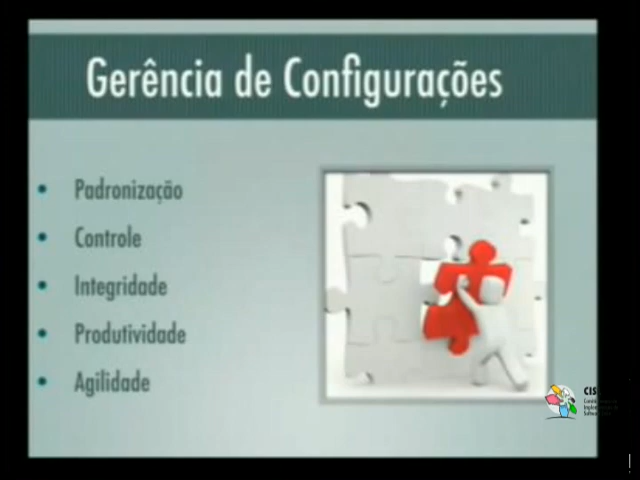 Gerência de Configurações
• Padronização
• Controle
• Integridade
• Produtividade
• Agilidade
CIS